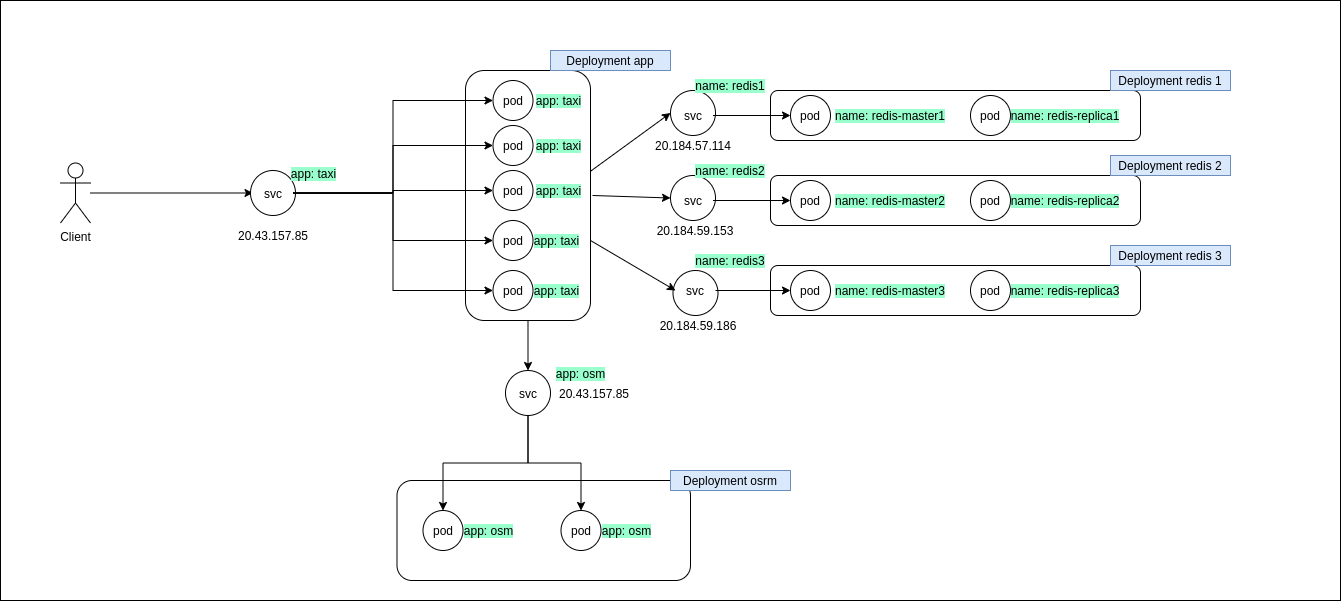 Deployment app
pod
app: taxi
pod
app: taxi
pod
app: taxi
pod
app: taxi
pod
app: taxi
Client
svc
app: taxi
20.43.157.85
name: redis1
svc
20.184.57.114
Deployment redis 1
pod
name: redis-master1
pod
name: redis-replica1
name: redis2
svc
20.184.59.153
Deployment redis 2
pod
name: redis-master2
pod
name: redis-replica2
name: redis3
svc
20.184.59.186
Deployment redis 3
pod
name: redis-master3
pod
name: redis-replica3
app: osm
svc
20.43.157.85
Deployment osrm
pod
app: osm
pod
app: osm